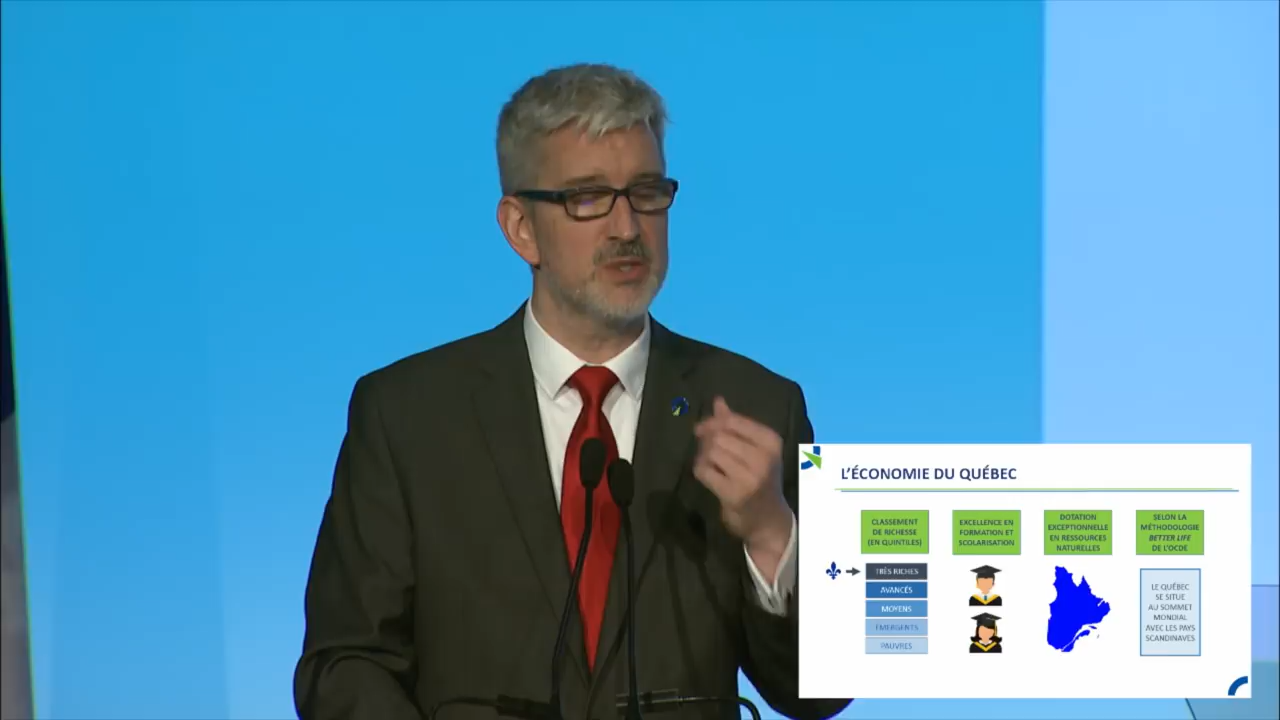 L'ÉCONOMIE DU QUÉBEC
CLASSEMENT
DE RICHESSE
(EN QUINTILES)
TRÈS RICHES
AVANCÉS
MOYENS
ÉMERGENTS
PAUVRES
EXCELLENCE EN
FORMATION ET
SCOLARISATION
DOTATION
EXCEPTIONNELLE
EN RESSOURCES
NATURELLES
SELON LA
MÉTHODOLOGIE
BETTER LIFE
DE L'OCDE
LE QUÉBEC
SE SITUE
AU SOMMET
MONDIAL
AVEC LES PAYS
SCANDINAVES